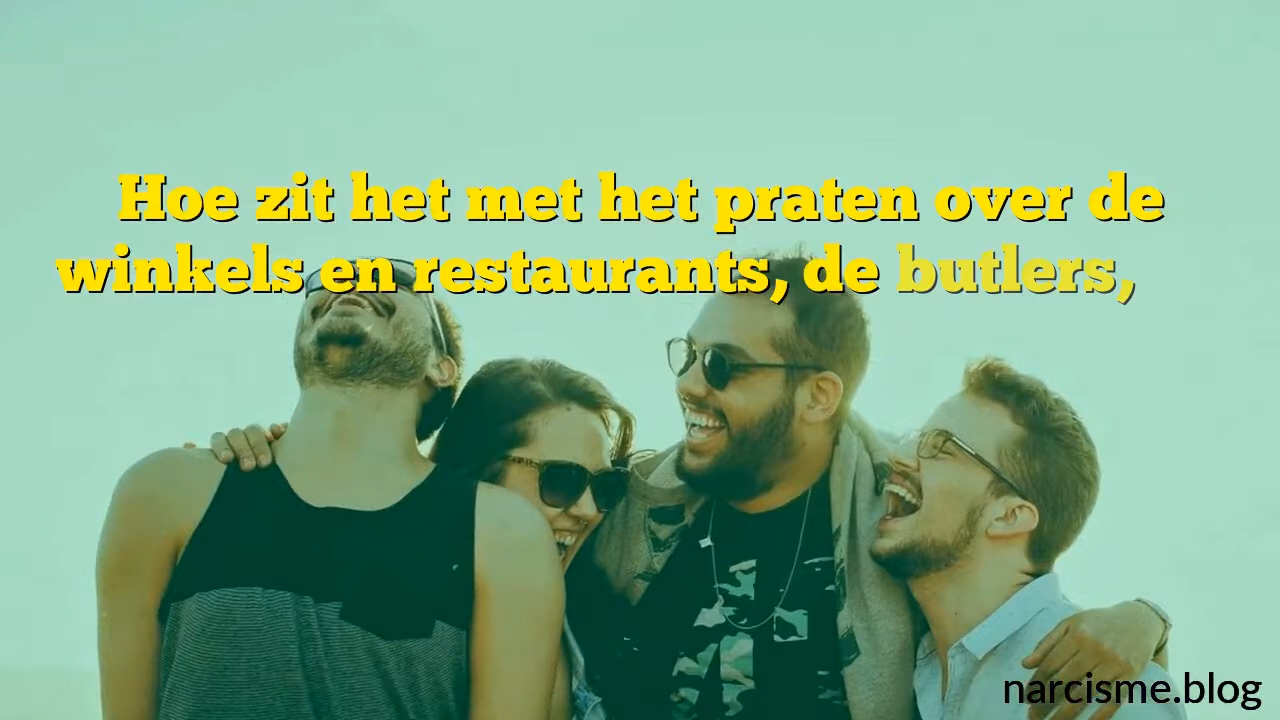 Hoe zit het met het praten over de
winkels en restaurants, de butlers,
narcisme.blog